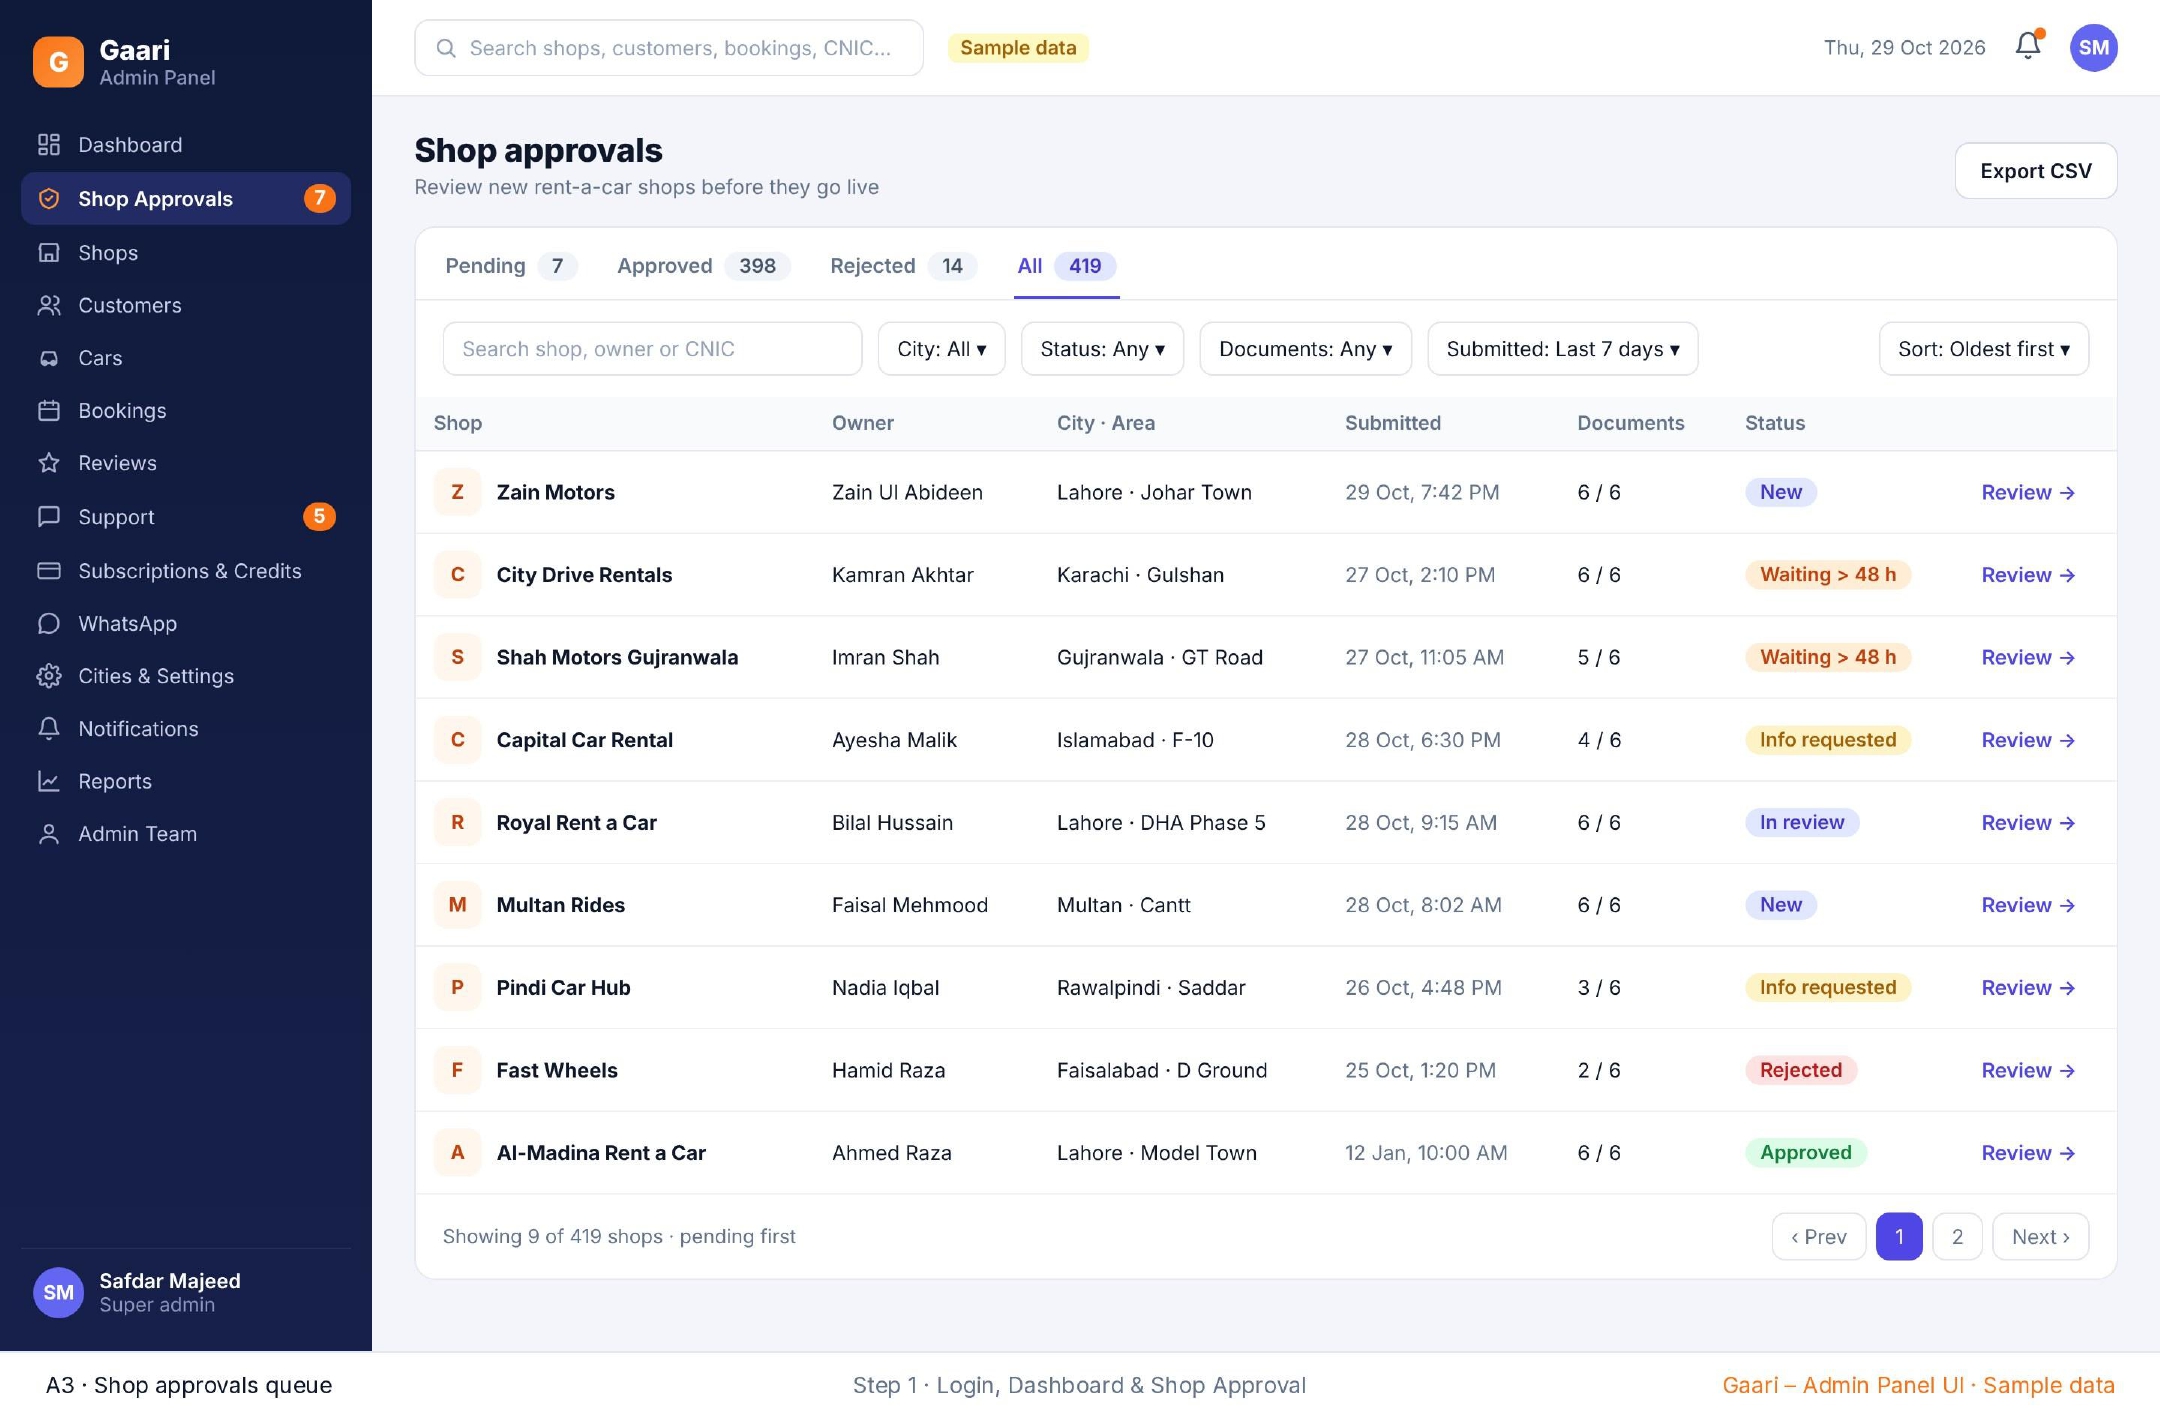 G Gaari
Admin Panel
Dashboard
Shop Approvals 7
Shops
Customers
Cars
Bookings
Reviews
Support 5
Subscriptions & Credits
WhatsApp
Cities & Settings
Notifications
Reports
Admin Team
SM Safdar Majeed
Super admin
Search shops, customers, bookings, CNIC... Sample data Thu, 29 Oct 2026 SM
Shop approvals
Review new rent-a-car shops before they go live
Export CSV
Pending 7 Approved 398 Rejected 14 All 419
Search shop, owner or CNIC City: All ▾ Status: Any ▾ Documents: Any ▾ Submitted: Last 7 days ▾ Sort: Oldest first ▾
Shop Owner City · Area Submitted Documents Status
Z Zain Motors Zain Ul Abideen Lahore · Johar Town 29 Oct, 7:42 PM 6 / 6 New Review →
C City Drive Rentals Kamran Akhtar Karachi · Gulshan 27 Oct, 2:10 PM 6 / 6 Waiting > 48 h Review →
S Shah Motors Gujranwala Imran Shah Gujranwala · GT Road 27 Oct, 11:05 AM 5 / 6 Waiting > 48 h Review →
C Capital Car Rental Ayesha Malik Islamabad · F-10 28 Oct, 6:30 PM 4 / 6 Info requested Review →
R Royal Rent a Car Bilal Hussain Lahore · DHA Phase 5 28 Oct, 9:15 AM 6 / 6 In review Review →
M Multan Rides Faisal Mehmood Multan · Cantt 28 Oct, 8:02 AM 6 / 6 New Review →
P Pindi Car Hub Nadia Iqbal Rawalpindi · Saddar 26 Oct, 4:48 PM 3 / 6 Info requested Review →
F Fast Wheels Hamid Raza Faisalabad · D Ground 25 Oct, 1:20 PM 2 / 6 Rejected Review →
A Al-Madina Rent a Car Ahmed Raza Lahore · Model Town 12 Jan, 10:00 AM 6 / 6 Approved Review →
Showing 9 of 419 shops · pending first ‹ Prev 1 2 Next ›
A3 · Shop approvals queue Step 1 · Login, Dashboard & Shop Approval Gaari – Admin Panel UI · Sample data